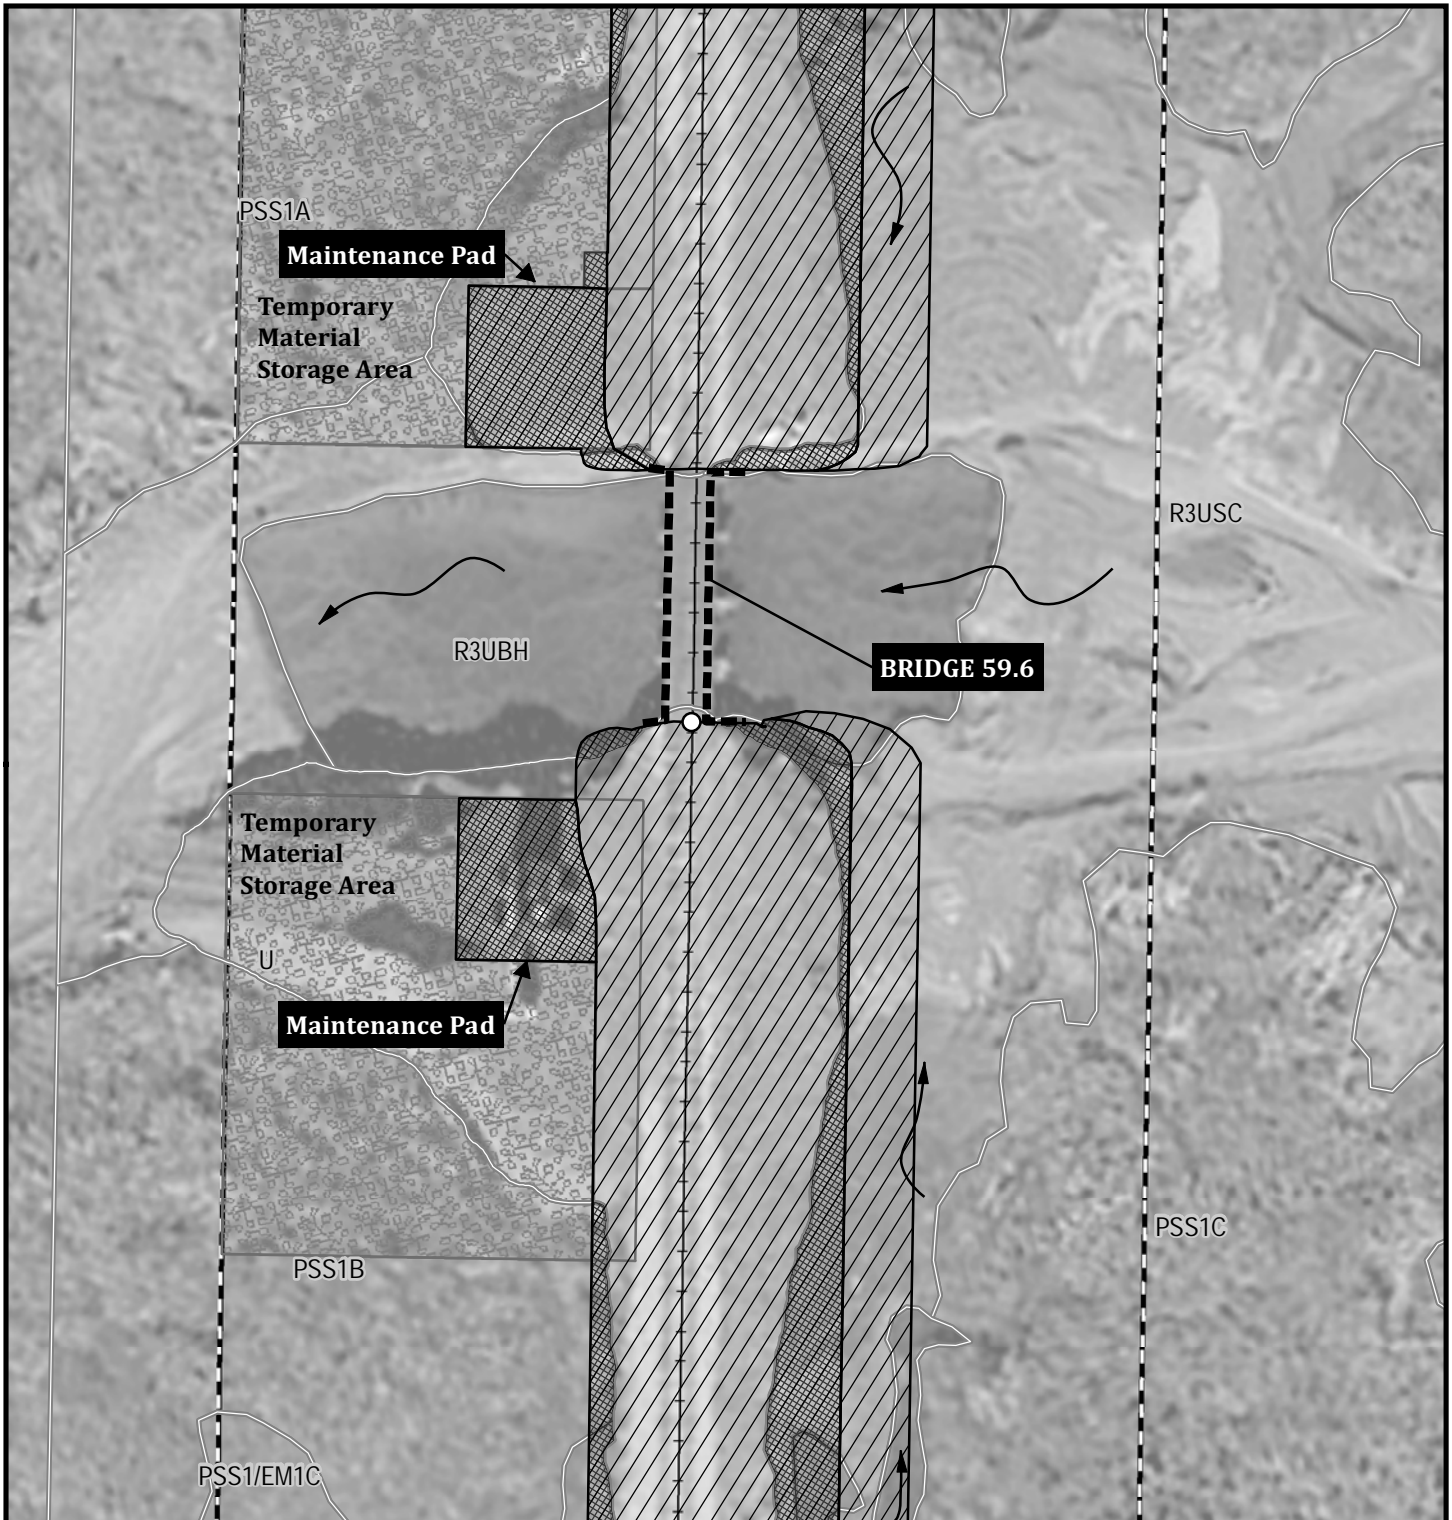 PSS1A
Maintenance Pad
Temporary
Material
Storage Area
R3USC
R3UBH
BRIDGE 59.6
Temporary
Material
Storage Area
U
Maintenance Pad
PSS1C
PSS1B
PSS1/EM1C